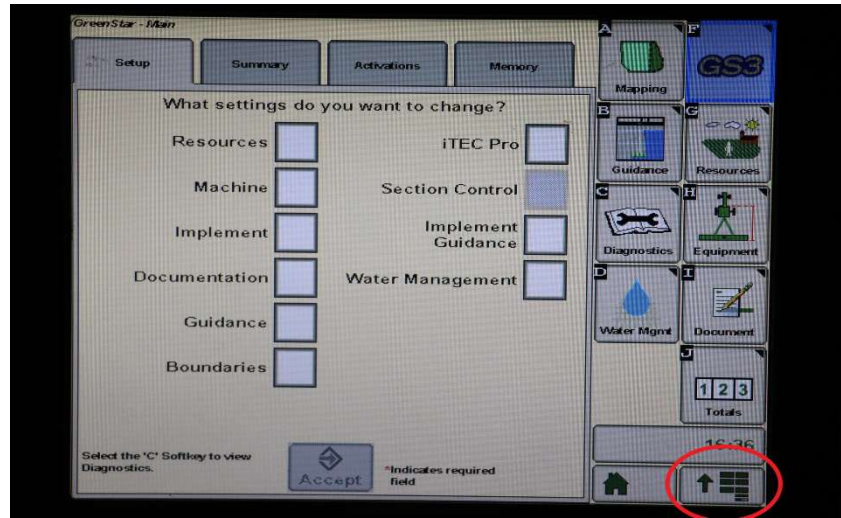 GreenStar - Main
Setup
Summary
Activations
Memory
What settings do you want to change?
Resources
Machine
Implement
Documentation
Guidance
Boundaries
iTEC Pro
Section Control
Implement
Guidance
Water Management
Select the 'C' Softkey to view
Diagnostics.
Accept
*Indicates required
field
A
Mapping
F
GS3
B
Guidance
G
Resources
C
Diagnostics
H
Equipment
D
Water Mgmt
I
Document
J
1 2 3
Totals
16:36